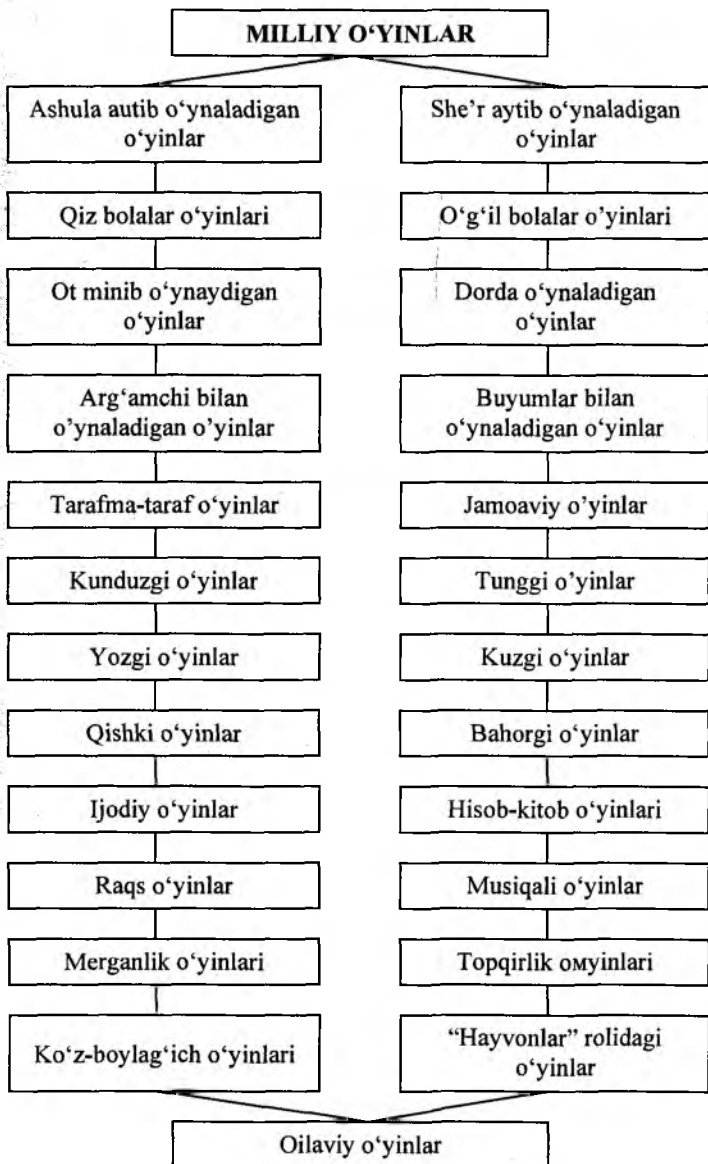 MILLIY O‘YINLAR
Ashula autib o‘ynaladigan
o‘yinlar
She’r aytib o‘ynaladigan
o‘yinlar
Qiz bolalar o‘yinlari
O‘g‘il bolalar o’yinlari
Ot minib o‘ynaydigan
o‘yinlar
Dorda o‘ynaladigan
o‘yinlar
Arg‘amchi bilan
o’ynaladigan o’yinlar
Buyumlar bilan
o‘ynaladigan o‘yinlar
Tarafma-taraf o‘yinlar
Jamoaviy o’yinlar
Kunduzgi o‘yinlar
Tunggi o’yinlar
Yozgi o‘yinlar
Kuzgi o‘yinlar
Qishki o‘yinlar
Bahorgi o‘yinlar
Ijodiy o‘yinlar
Hisob-kitob o‘yinlari
Raqs o‘yinlar
Musiqali o‘yinlar
Merganlik o‘yinlari
Topqirlik омyinlari
Ko‘z-boylag‘ich o‘yinlari
“Hayvonlar” rolidagi
o‘yinlar
Oilaviy o‘yinlar